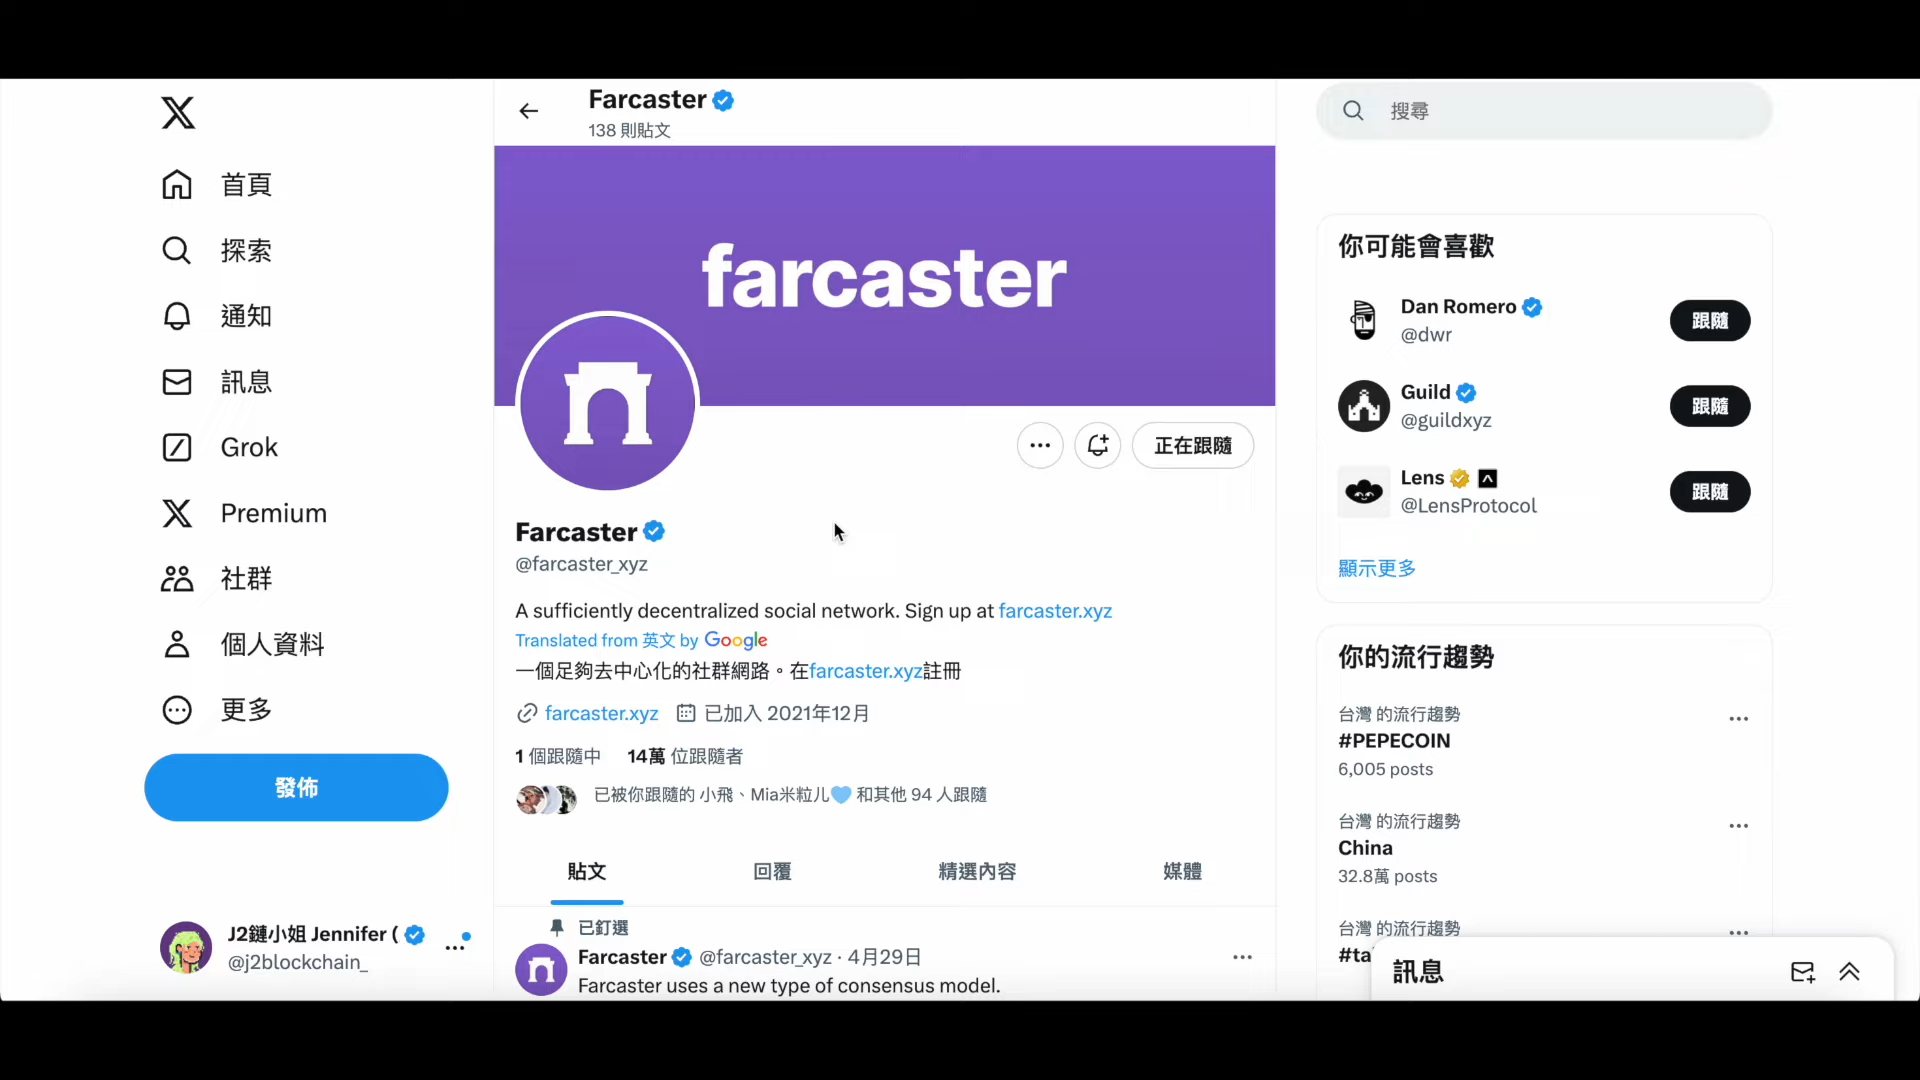 首頁
探索
通知
訊息
Grok
Premium
社群
個人資料
更多
發佈
J2鏈小姐 Jennifer (
@j2blockchain_
Farcaster
138 則貼文
farcaster
正在跟隨
Farcaster
@farcaster_xyz
A sufficiently decentralized social network. Sign up at farcaster.xyz
Translated from 英文 by Google
一個足夠去中心化的社群網路。在farcaster.xyz註冊
farcaster.xyz 已加入 2021年12月
1 個跟隨中 14萬 位跟隨者
已被你跟隨的 小飛、Mia米粒儿🩵 和其他 94 人跟隨
貼文 回覆 精選內容 媒體
已釘選
Farcaster @farcaster_xyz · 4月29日
Farcaster uses a new type of consensus model.
搜尋
你可能會喜歡
Dan Romero
@dwr
跟隨
Guild
@guildxyz
跟隨
Lens
@LensProtocol
跟隨
顯示更多
你的流行趨勢
台灣 的流行趨勢
#PEPECOIN
6,005 posts
台灣 的流行趨勢
China
32.8萬 posts
台灣 的流行趨勢
#ta
訊息